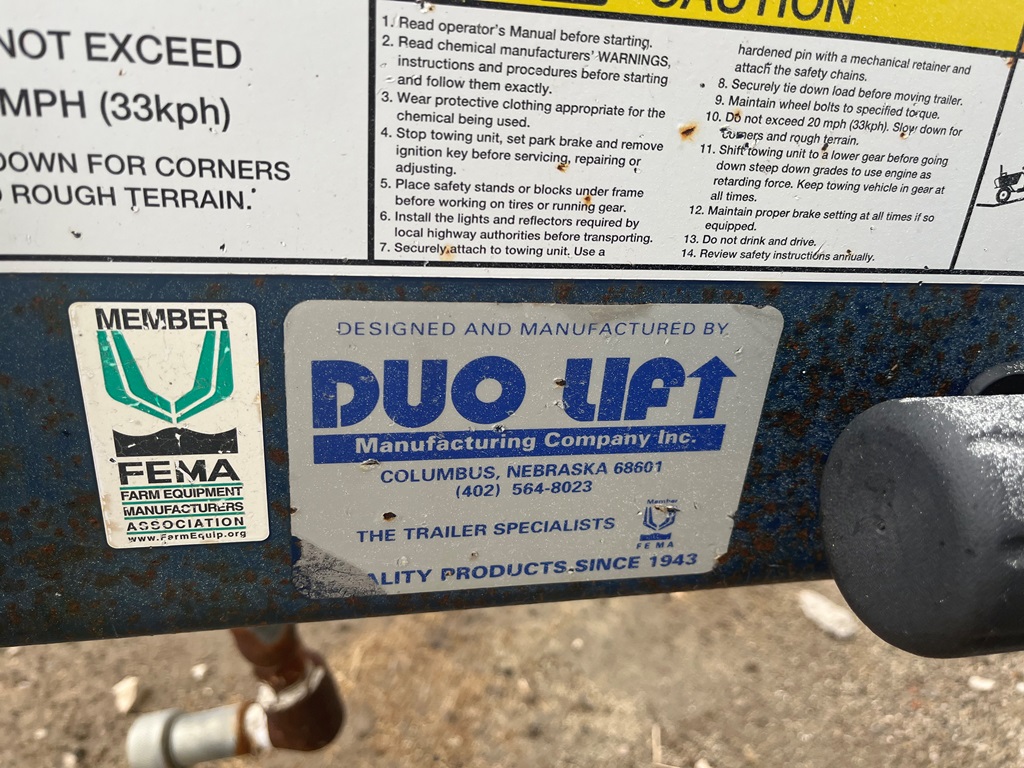 NOT EXCEED
MPH (33kph)
DOWN FOR CORNERS
ROUGH TERRAIN.
CAUTION
1. Read operator's Manual before starting.
2. Read chemical manufacturers' WARNINGS,
instructions and procedures before starting
and follow them exactly.
3. Wear protective clothing appropriate for the
chemical being used.
4. Stop towing unit, set park brake and remove
ignition key before servicing, repairing or
adjusting.
5. Place safety stands or blocks under frame
before working on tires or running gear.
6. Install the lights and reflectors required by
local highway authorities before transporting.
7. Securely attach to towing unit. Use a
hardened pin with a mechanical retainer and
attach the safety chains.
8. Securely tie down load before moving trailer.
9. Maintain wheel bolts to specified torque.
10. Do not exceed 20 mph (33kph). Slow down for
corners and rough terrain.
11. Shift towing unit to a lower gear before going
down steep down grades to use engine as
retarding force. Keep towing vehicle in gear at
all times.
12. Maintain proper brake setting at all times if so
equipped.
13. Do not drink and drive.
14. Review safety instructions annually.
MEMBER
FEMA
FARM EQUIPMENT
MANUFACTURERS
ASSOCIATION
www.FarmEquip.org
DESIGNED AND MANUFACTURED BY
DUO LIFT
Manufacturing Company Inc.
COLUMBUS, NEBRASKA 68601
(402) 564-8023
THE TRAILER SPECIALISTS
Member
FEMA
ALITY PRODUCTS SINCE 1943